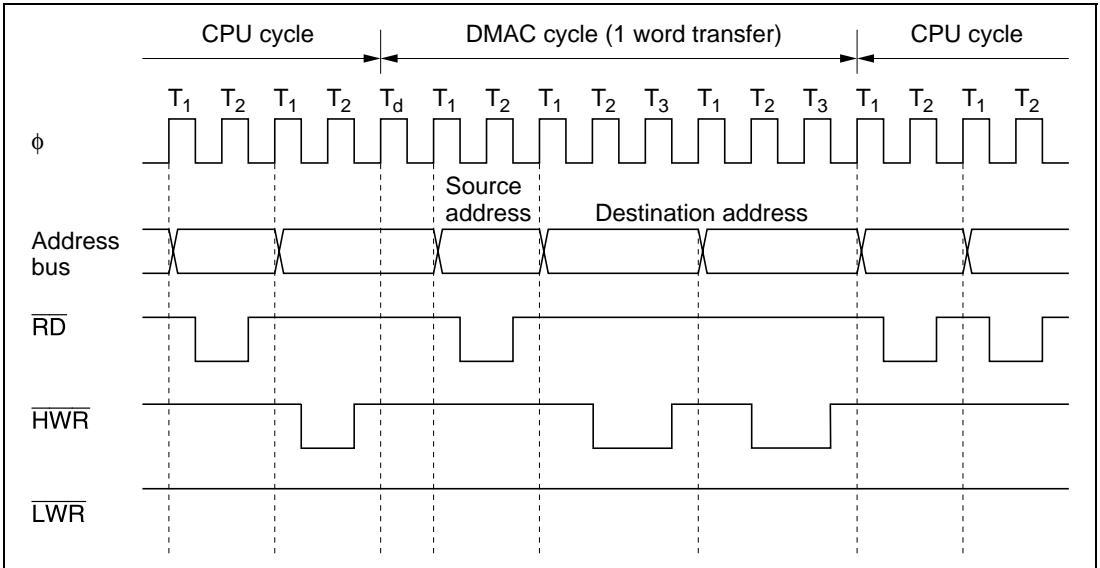 CPU cycle DMAC cycle (1 word transfer) CPU cycle
T1 T2 T1 T2 Td T1 T2 T1 T2 T3 T1 T2 T3 T1 T2 T1 T2
ϕ
Source
address Destination address
Address
bus
RD
HWR
LWR